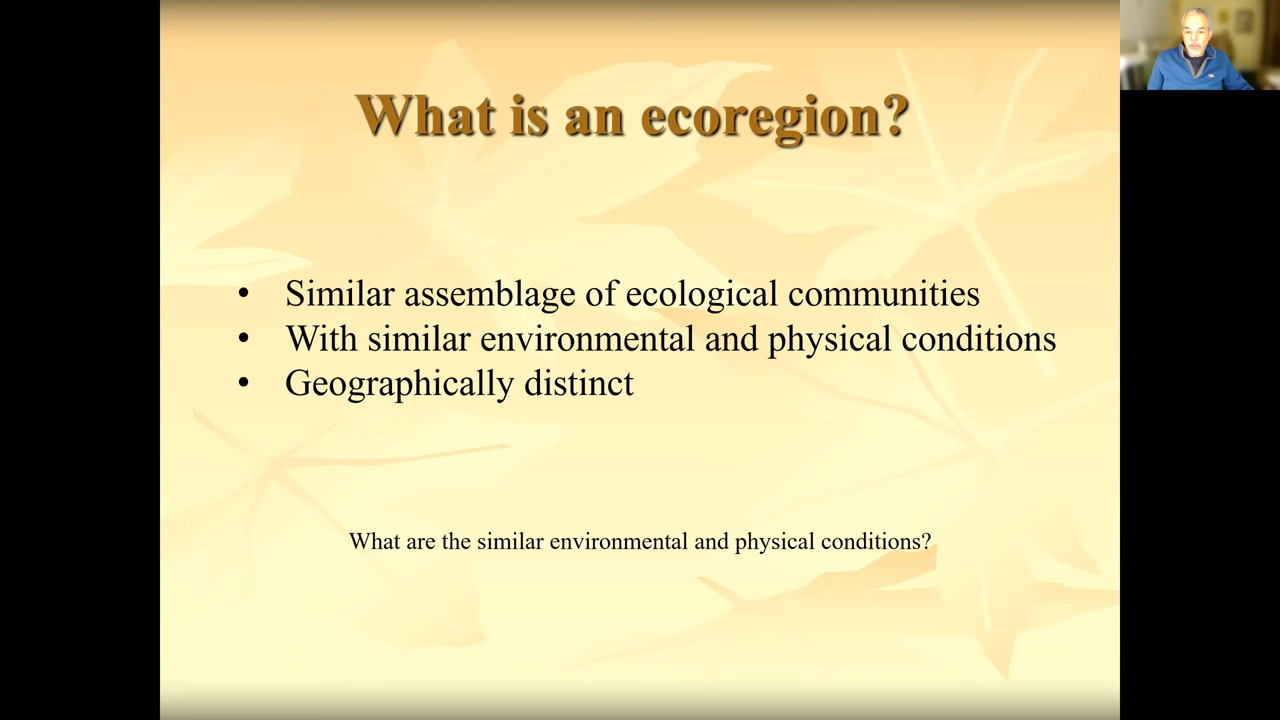 What is an ecoregion?
• Similar assemblage of ecological communities
• With similar environmental and physical conditions
• Geographically distinct
What are the similar environmental and physical conditions?